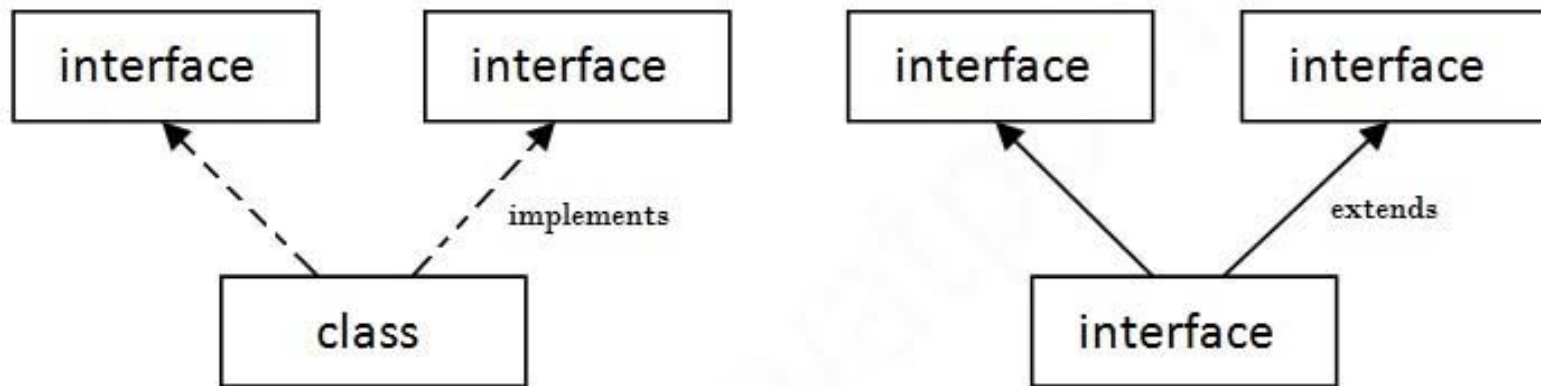 interface interface interface interface
implements extends
class interface